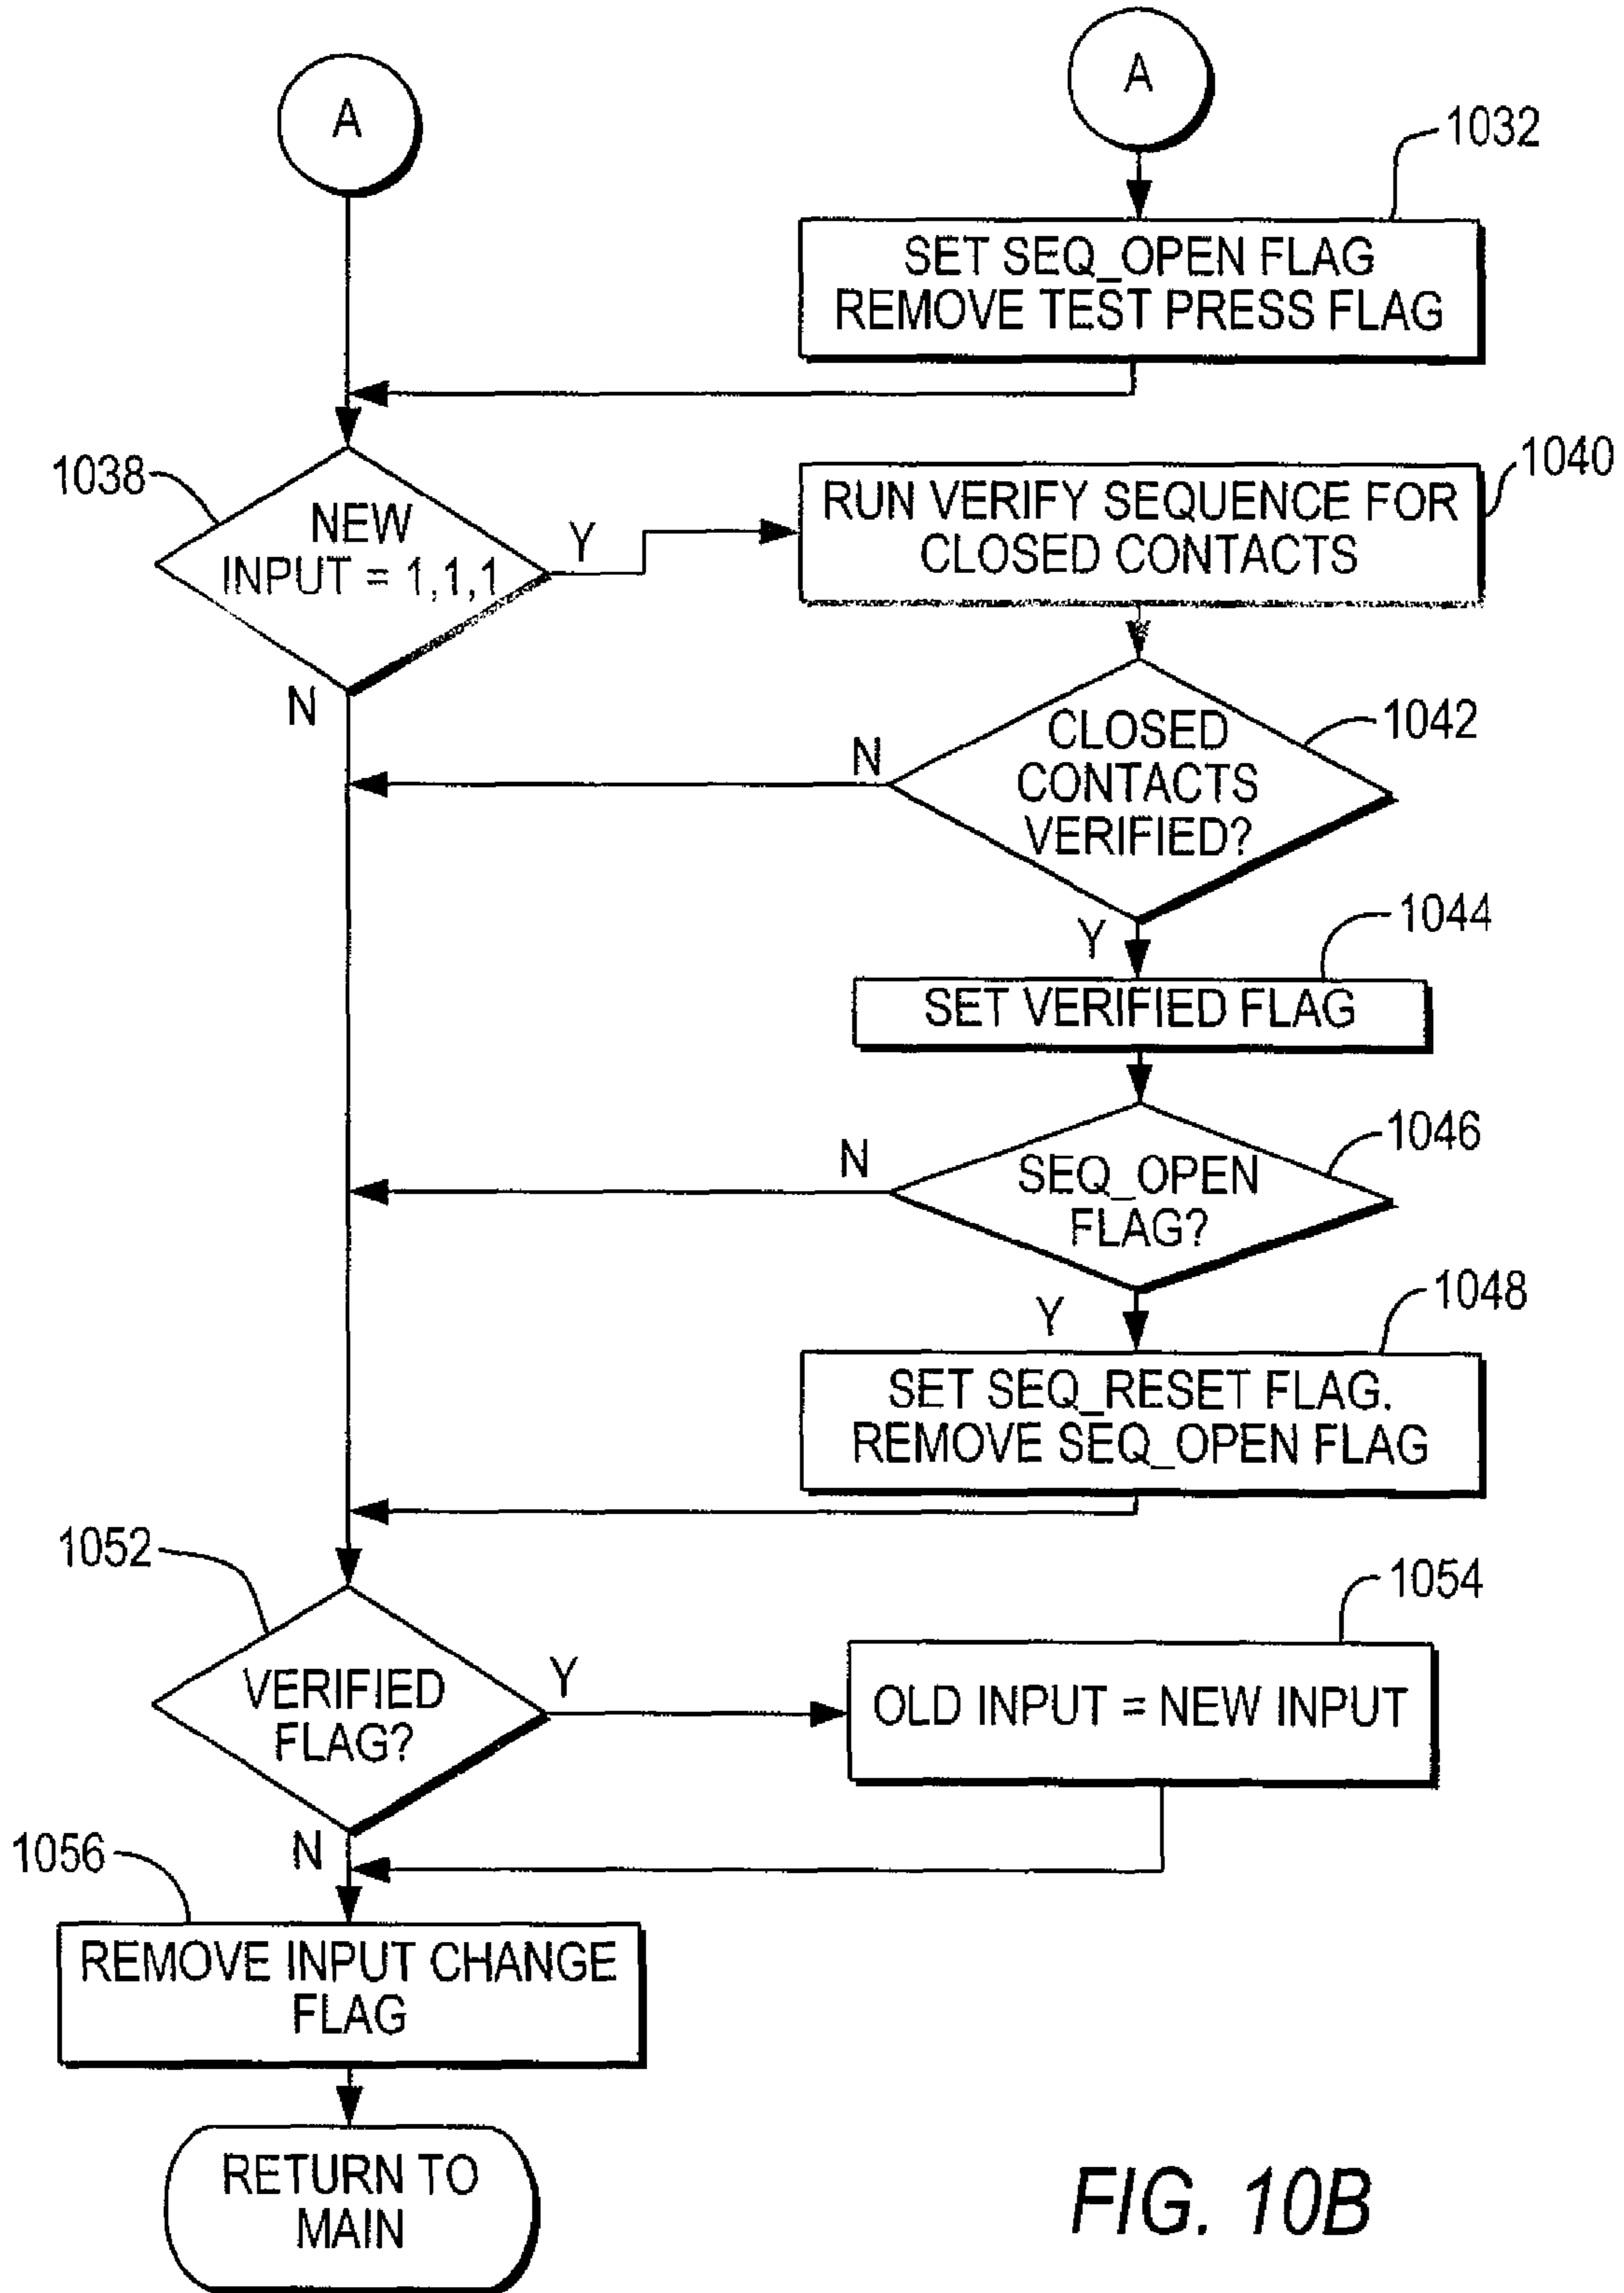 A
A
1032
SET SEQ_OPEN FLAG
REMOVE TEST PRESS FLAG
1038
NEW
INPUT = 1,1,1
Y
N
1040
RUN VERIFY SEQUENCE FOR
CLOSED CONTACTS
1042
CLOSED
CONTACTS
VERIFIED?
N
Y
1044
SET VERIFIED FLAG
1046
SEQ_OPEN
FLAG?
N
Y
1048
SET SEQ_RESET FLAG.
REMOVE SEQ_OPEN FLAG
1052
VERIFIED
FLAG?
Y
N
1054
OLD INPUT = NEW INPUT
1056
REMOVE INPUT CHANGE
FLAG
RETURN TO
MAIN
FIG. 10B